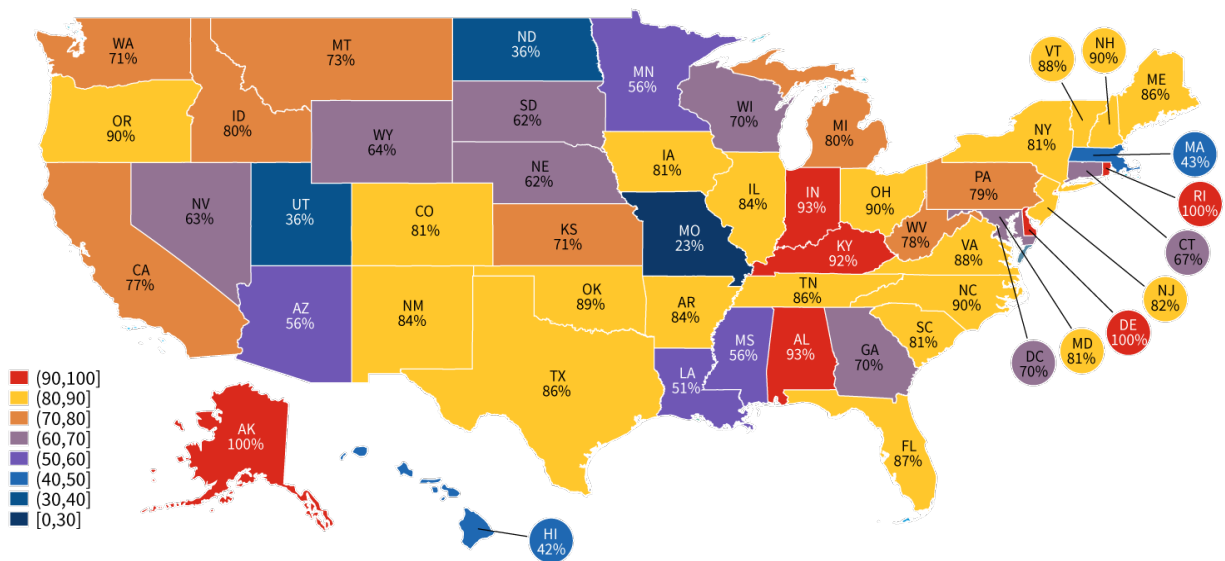 WA
71%
MT
73%
ND
36%
MN
56%
VT
88%
NH
90%
ME
86%
OR
90%
ID
80%
WY
64%
SD
62%
WI
70%
MI
80%
NY
81%
MA
43%
NV
63%
UT
36%
CO
81%
NE
62%
IA
81%
IL
84%
IN
93%
OH
90%
PA
79%
RI
100%
CA
77%
KS
71%
MO
23%
KY
92%
WV
78%
VA
88%
CT
67%
AZ
56%
NM
84%
OK
89%
AR
84%
TN
86%
NC
90%
NJ
82%
TX
86%
LA
51%
MS
56%
AL
93%
GA
70%
SC
81%
DC
70%
MD
81%
DE
100%
FL
87%
AK
100%
HI
42%
(90,100]
(80,90]
(70,80]
(60,70]
(50,60]
(40,50]
(30,40]
[0,30]